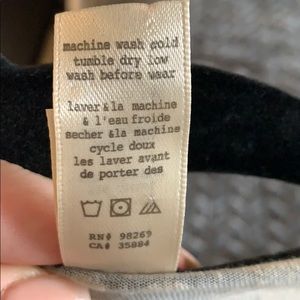 machine wash cold
tumble dry low
wash before wear
laver à la machine
& l'eau froide
secher à la machine
cycle doux
les laver avant
de porter des
RN# 98269
CA# 35884